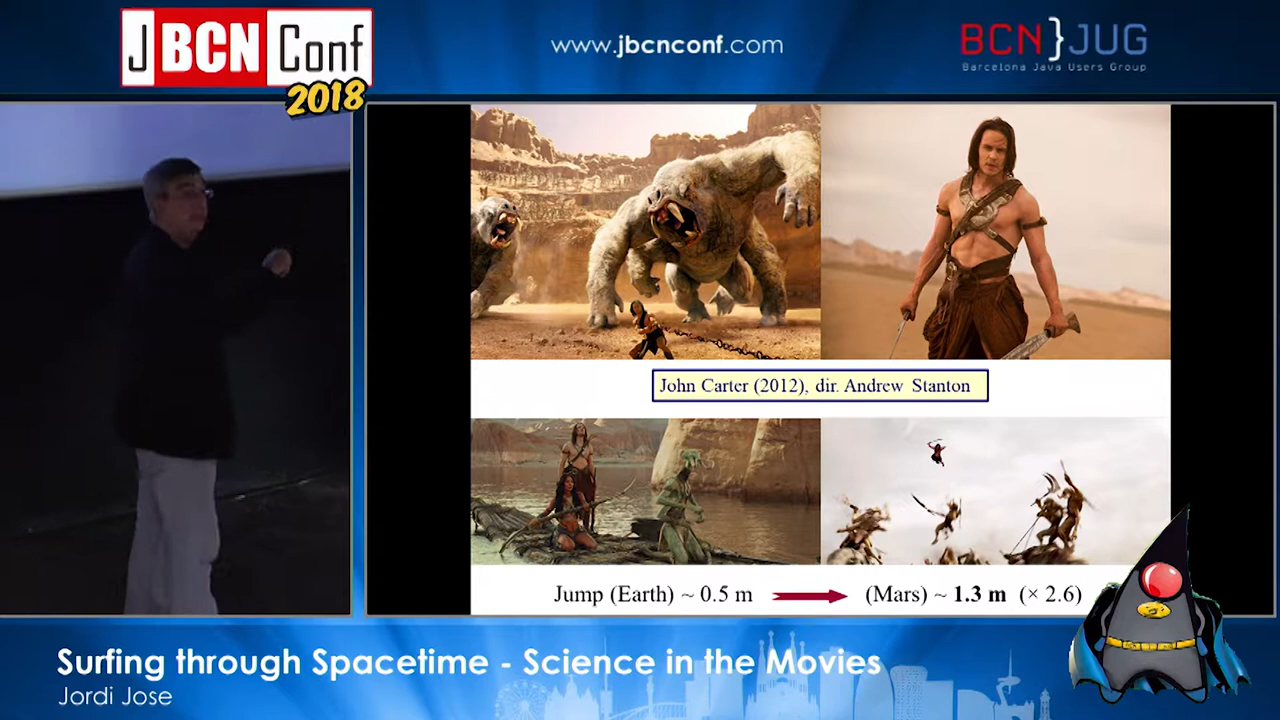 JBCN Conf
2018
www.jbcnconf.com
BCN}JUG
Barcelona Java Users Group
John Carter (2012), dir. Andrew Stanton
Jump (Earth) ~ 0.5 m (Mars) ~ 1.3 m (× 2.6)
Surfing through Spacetime - Science in the Movies
Jordi Jose